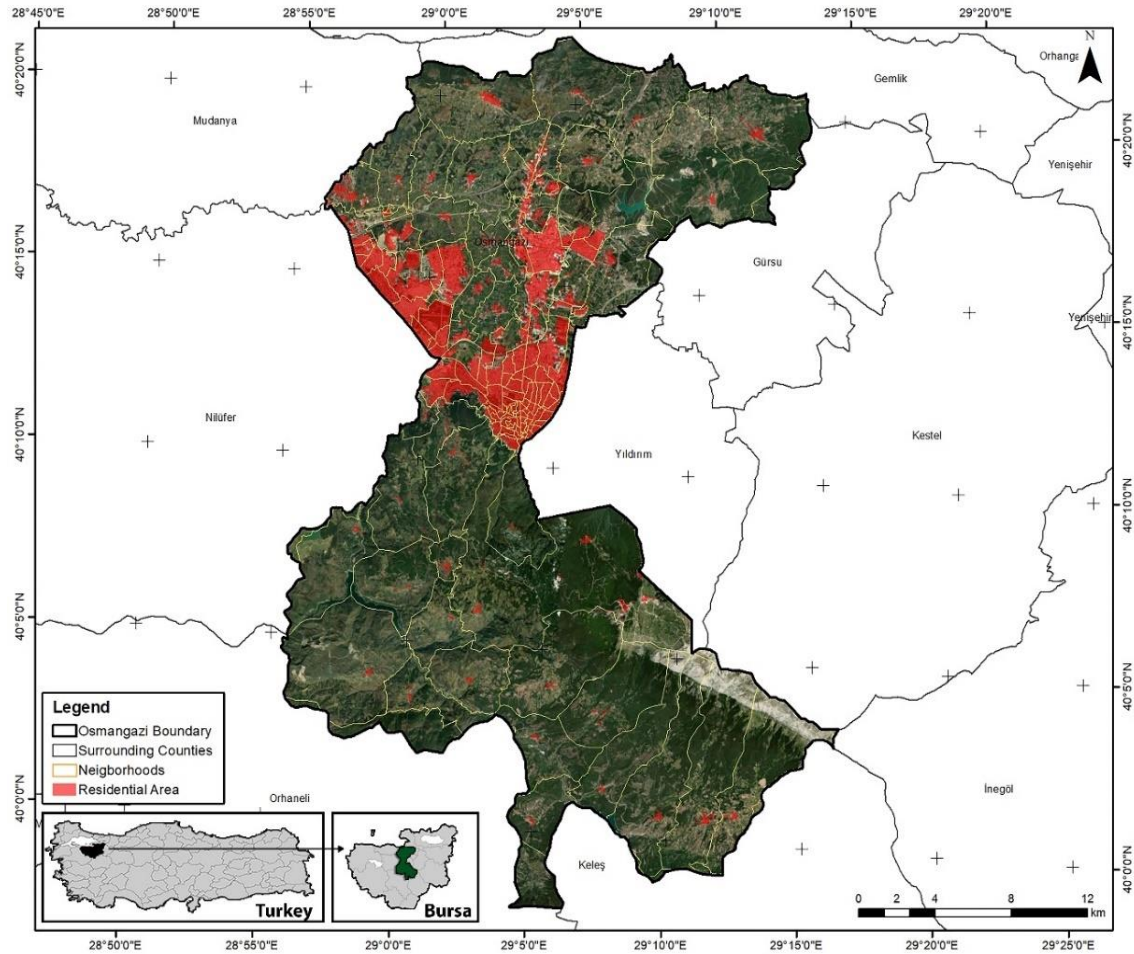 28°45'0"E 28°50'0"E 28°55'0"E 29°0'0"E 29°5'0"E 29°10'0"E 29°15'0"E 29°20'0"E
40°20'0"N
40°15'0"N
40°10'0"N
40°5'0"N
40°0'0"N
N
Gemlik
Mudanya
Yenişehir
Osmangazi
Gürsu
Yenişehir
Nilüfer
Yıldırım
Kestel
Orhaneli
İnegöl
Keleş
40°20'0"N
40°15'0"N
40°10'0"N
40°5'0"N
40°0'0"N
Legend
Osmangazi Boundary
Surrounding Counties
Neigborhoods
Residential Area
Turkey
Bursa
0 2 4 8 12
km
28°50'0"E 28°55'0"E 29°0'0"E 29°5'0"E 29°10'0"E 29°15'0"E 29°20'0"E 29°25'0"E